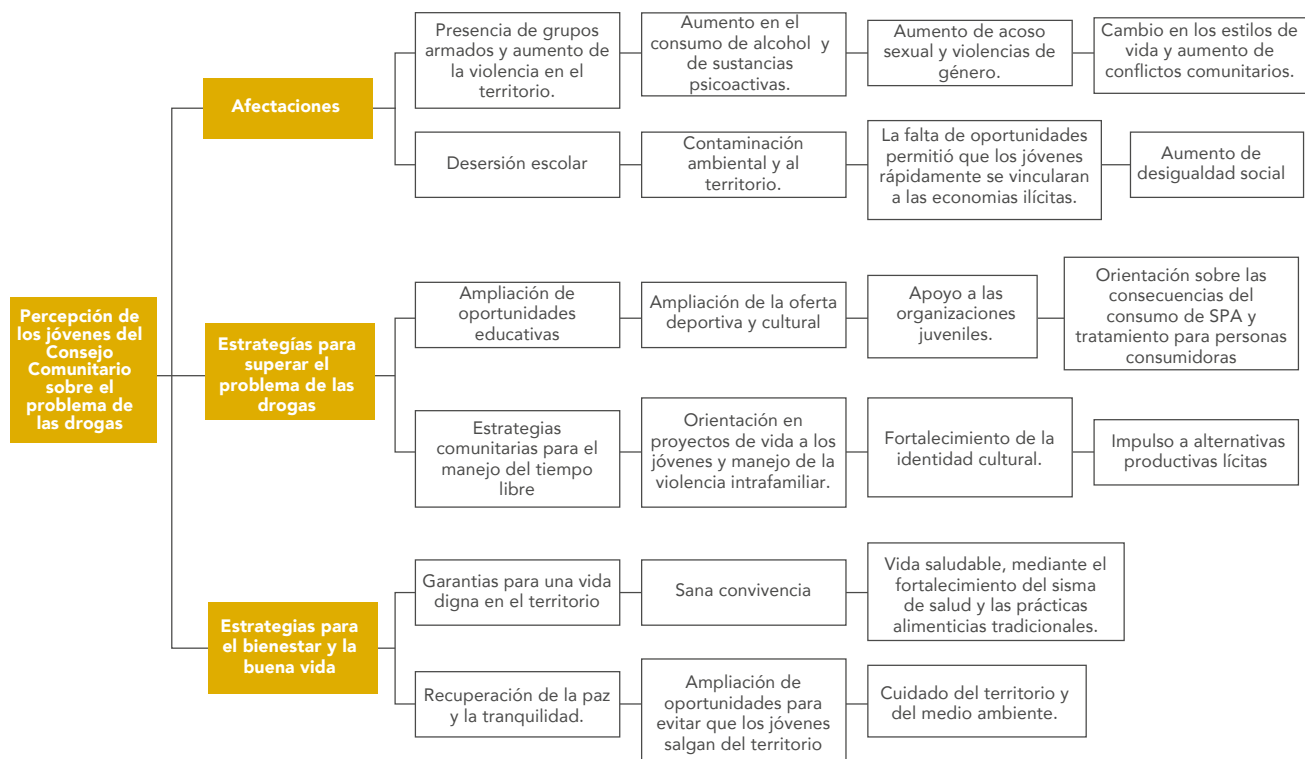 Percepción de
los jóvenes del
Consejo
Comunitario
sobre el
problema de
las drogas
Afectaciones
Presencia de grupos
armados y aumento de
la violencia en el
territorio.
Aumento en el
consumo de alcohol y
de sustancias
psicoactivas.
Aumento de acoso
sexual y violencias de
género.
Cambio en los estilos de
vida y aumento de
conflictos comunitarios.
Desersión escolar
Contaminación
ambiental y al
territorio.
La falta de oportunidades
permitió que los jóvenes
rápidamente se vincularan
a las economias ilícitas.
Aumento de
desigualdad social
Estrategías para
superar el
problema de las
drogas
Ampliación de
oportunidades
educativas
Ampliación de la oferta
deportiva y cultural
Apoyo a las
organizaciones
juveniles.
Orientación sobre las
consecuencias del
consumo de SPA y
tratamiento para personas
consumidoras
Estrategias
comunitarias para el
manejo del tiempo
libre
Orientación en
proyectos de vida a los
jóvenes y manejo de la
violencia intrafamiliar.
Fortalecimiento de la
identidad cultural.
Impulso a alternativas
productivas lícitas
Estrategias para
el bienestar y la
buena vida
Garantias para una vida
digna en el territorio
Sana convivencia
Vida saludable, mediante el
fortalecimiento del sisma
de salud y las prácticas
alimenticias tradicionales.
Recuperación de la paz
y la tranquilidad.
Ampliación de
oportunidades para
evitar que los jóvenes
salgan del territorio
Cuidado del territorio y
del medio ambiente.